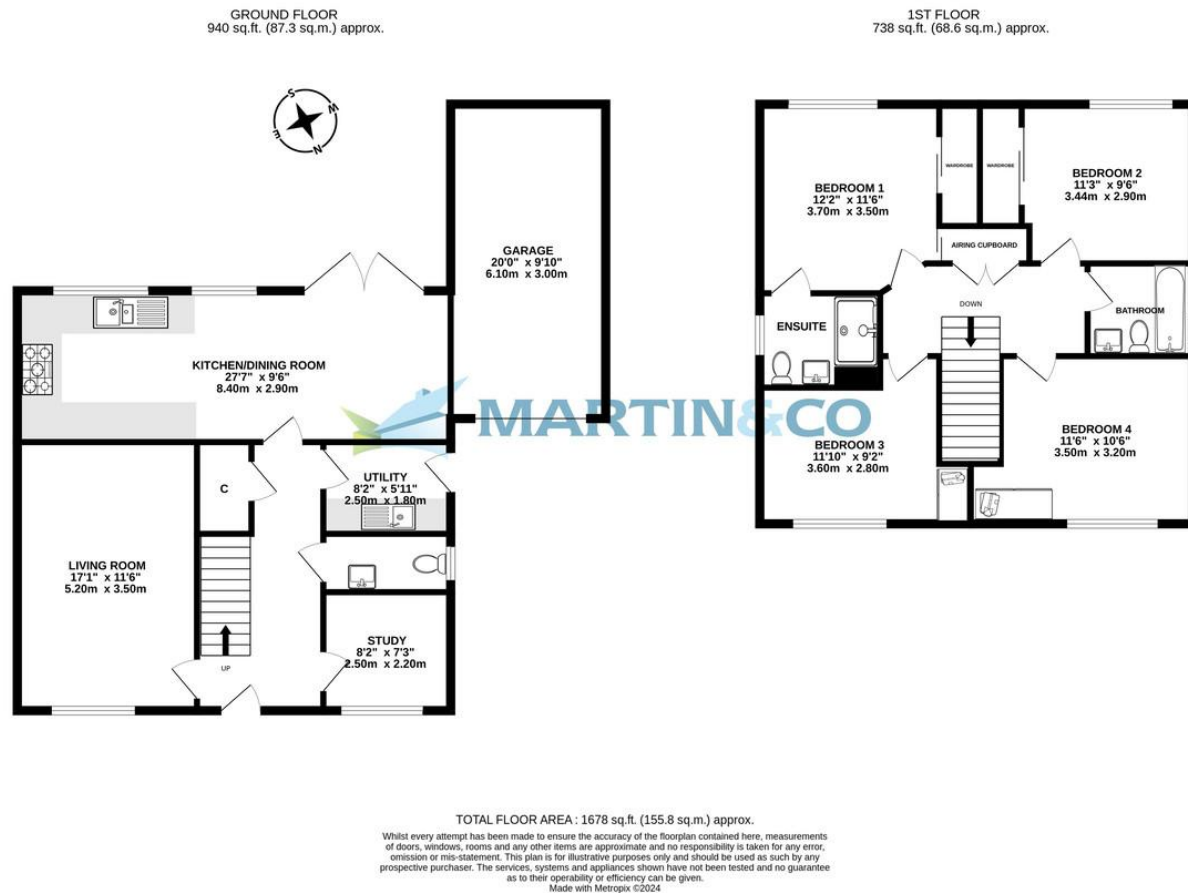 GROUND FLOOR
940 sq.ft. (87.3 sq.m.) approx.
1ST FLOOR
738 sq.ft. (68.6 sq.m.) approx.
S
W
E
N
GARAGE
20'0" x 9'10"
6.10m x 3.00m
KITCHEN/DINING ROOM
27'7" x 9'6"
8.40m x 2.90m
C
UTILITY
8'2" x 5'11"
2.50m x 1.80m
LIVING ROOM
17'1" x 11'6"
5.20m x 3.50m
UP
STUDY
8'2" x 7'3"
2.50m x 2.20m
BEDROOM 1
12'2" x 11'6"
3.70m x 3.50m
WARDROBE
WARDROBE
BEDROOM 2
11'3" x 9'6"
3.44m x 2.90m
AIRING CUPBOARD
DOWN
BATHROOM
ENSUITE
BEDROOM 3
11'10" x 9'2"
3.60m x 2.80m
BEDROOM 4
11'6" x 10'6"
3.50m x 3.20m
MARTIN&CO
TOTAL FLOOR AREA : 1678 sq.ft. (155.8 sq.m.) approx.
Whilst every attempt has been made to ensure the accuracy of the floorplan contained here, measurements
of doors, windows, rooms and any other items are approximate and no responsibility is taken for any error,
omission or mis-statement. This plan is for illustrative purposes only and should be used as such by any
prospective purchaser. The services, systems and appliances shown have not been tested and no guarantee
as to their operability or efficiency can be given.
Made with Metropix ©2024